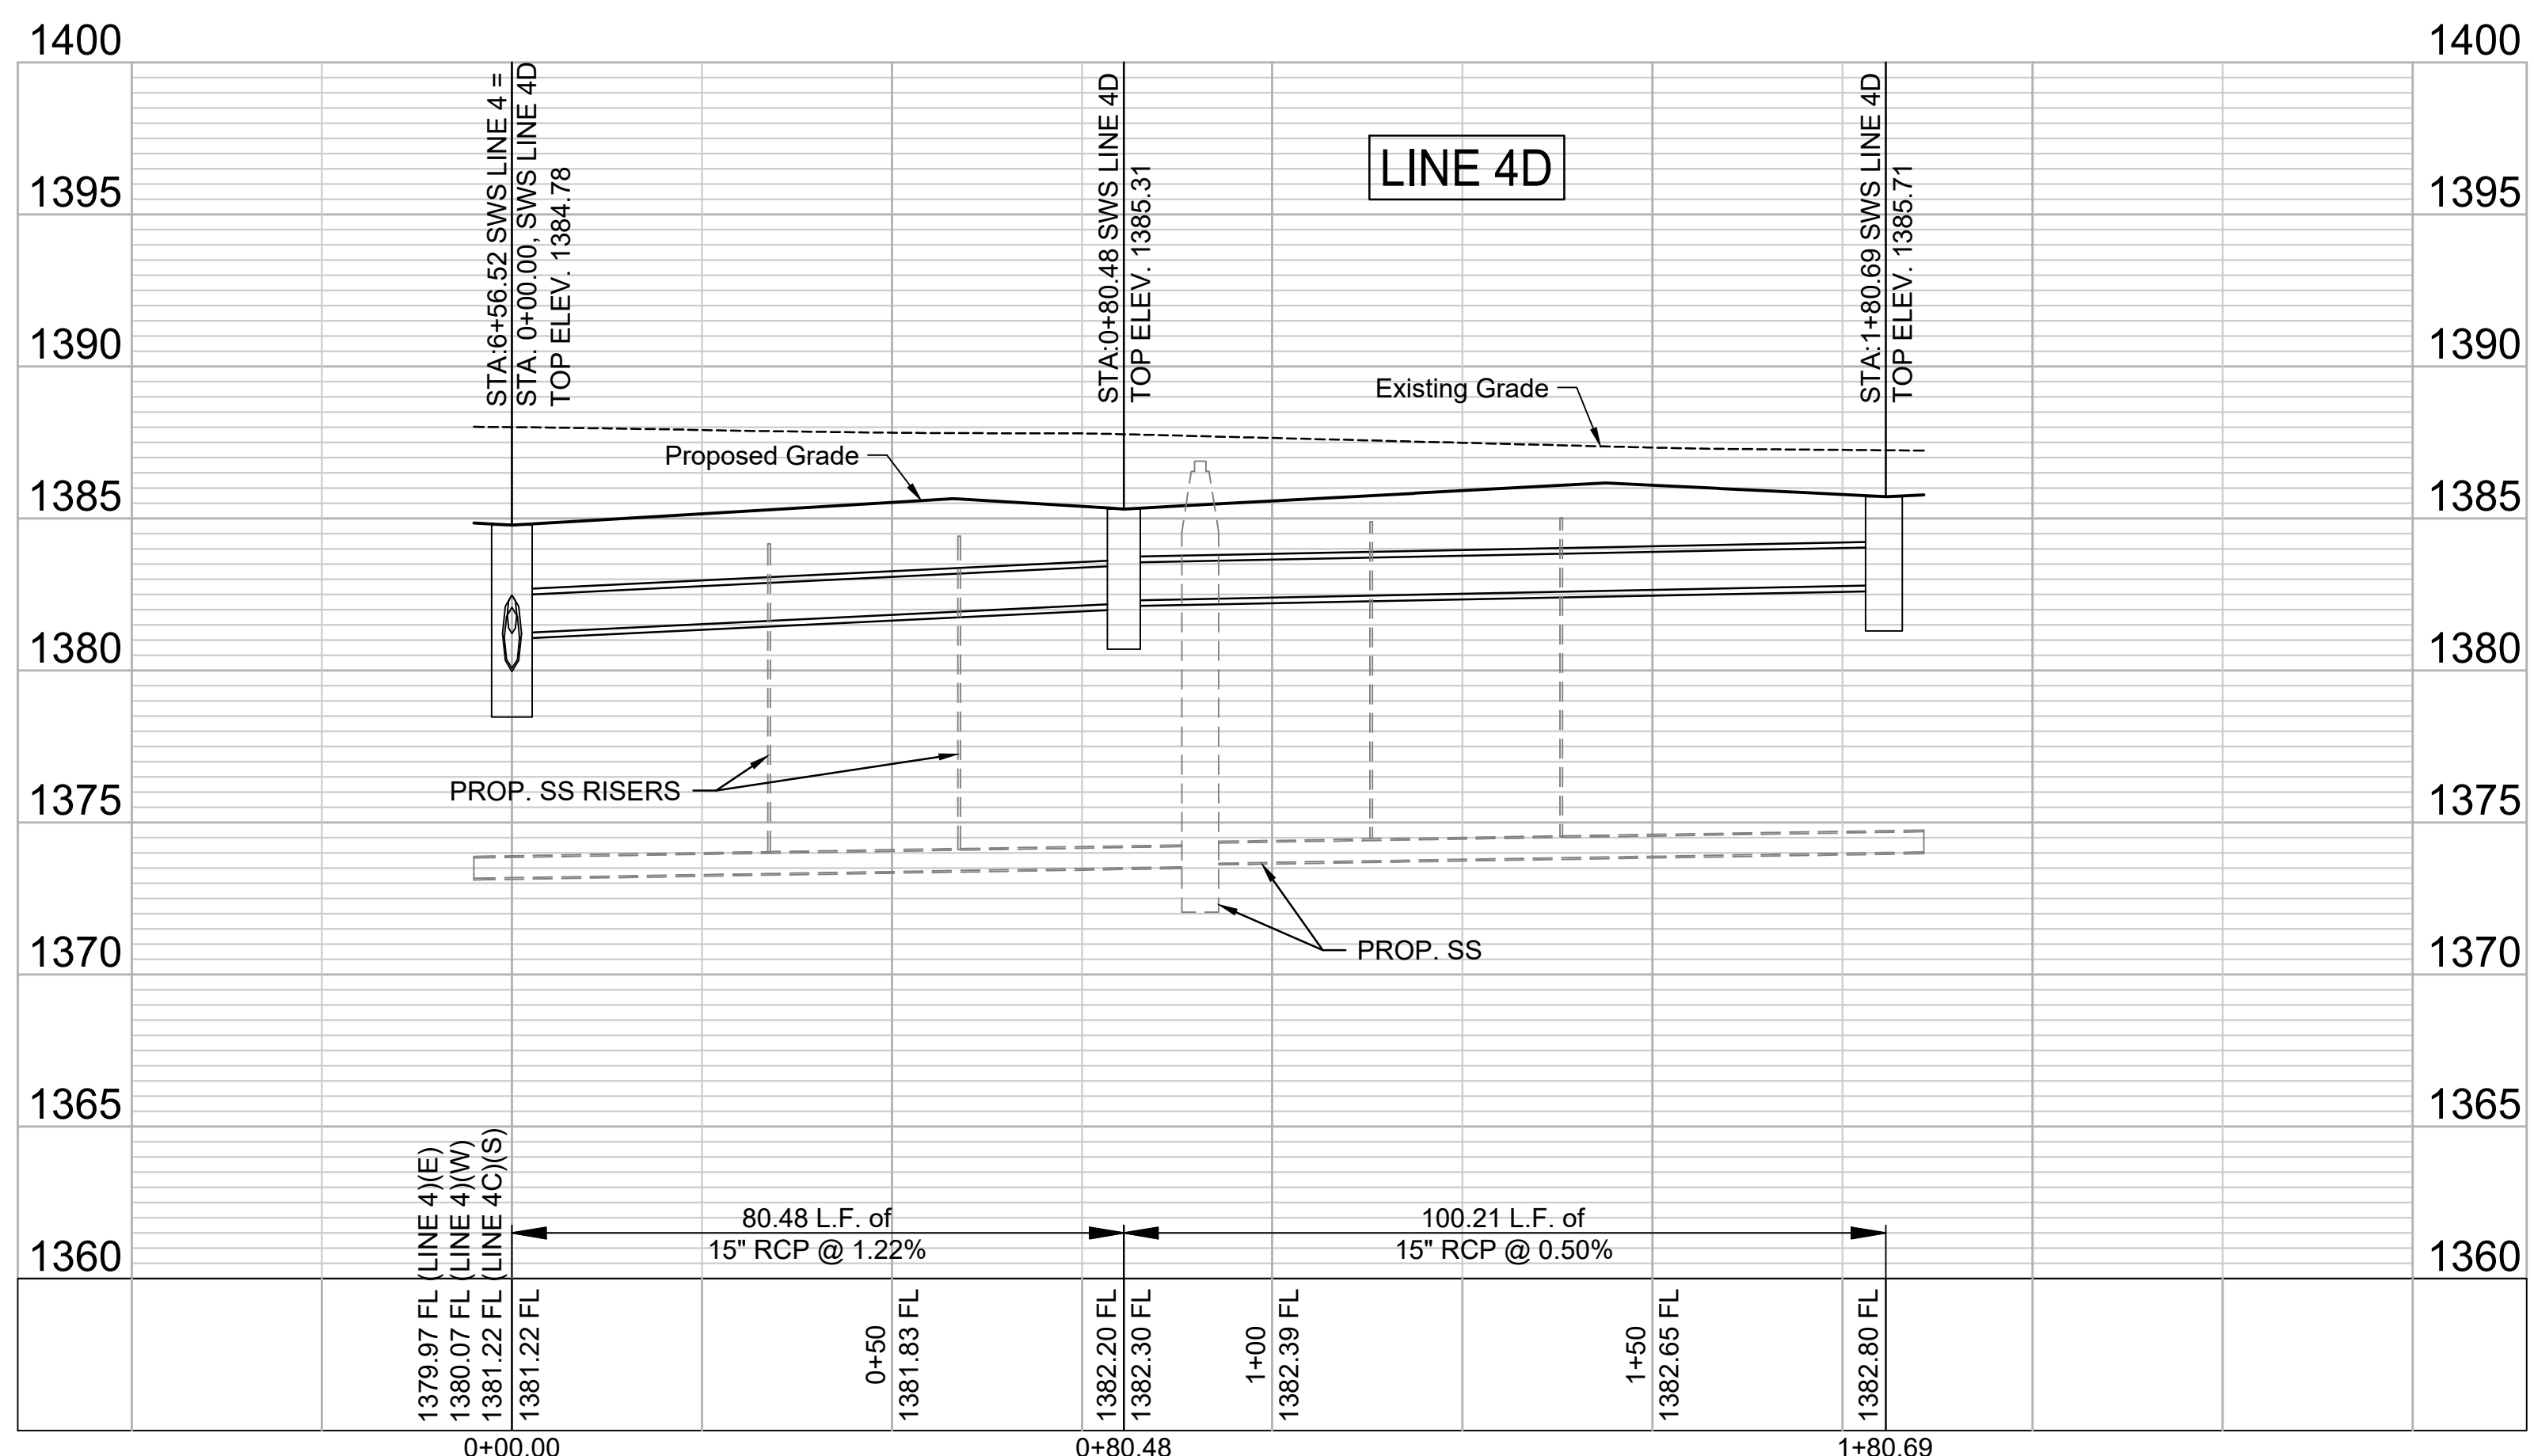 1400
1400
1395
1395
1390
1390
1385
1385
1380
1380
1375
1375
1370
1370
1365
1365
1360
1360
STA:6+56.52 SWS LINE 4 =
STA. 0+00.00, SWS LINE 4D
TOP ELEV. 1384.78
STA:0+80.48 SWS LINE 4D
TOP ELEV. 1385.31
LINE 4D
STA:1+80.69 SWS LINE 4D
TOP ELEV. 1385.71
Existing Grade
Proposed Grade
PROP. SS RISERS
PROP. SS
80.48 L.F. of
15" RCP @ 1.22%
100.21 L.F. of
15" RCP @ 0.50%
1379.97 FL (LINE 4)(E)
1380.07 FL (LINE 4)(W)
1381.22 FL (LINE 4C)(S)
1381.22 FL
0+50
1381.83 FL
1382.20 FL
1382.30 FL
1+00
1382.39 FL
1+50
1382.65 FL
1382.80 FL
0+00.00
0+80.48
1+80.69